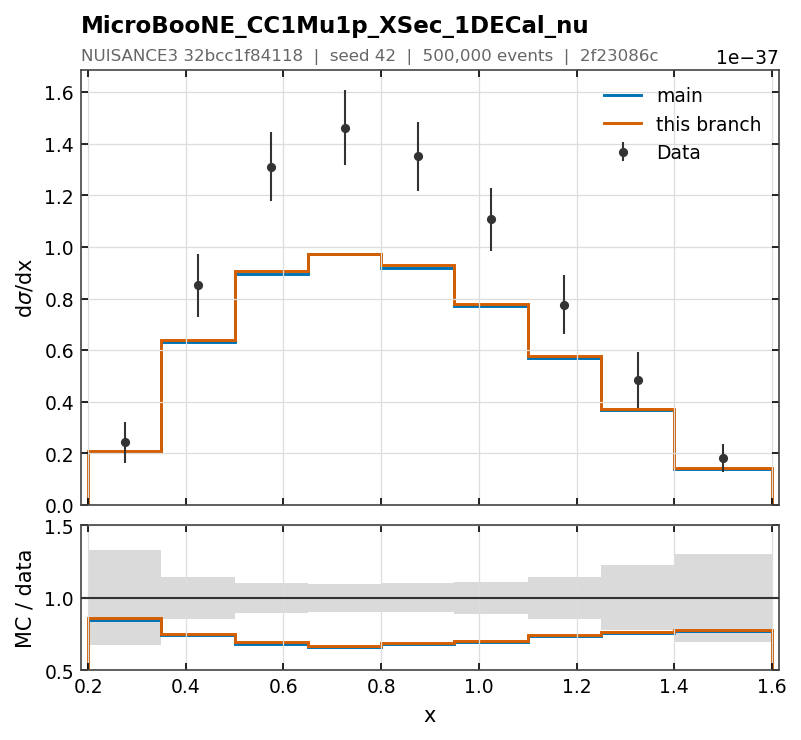 MicroBooNE_CC1Mu1p_XSec_1DECal_nu
NUISANCE3 32bcc1f84118 | seed 42 | 500,000 events | 2f23086c
1e−37
main
this branch
Data
1.6
1.4
1.2
1.0
0.8
0.6
0.4
0.2
0.0
dσ/dx
1.5
1.0
0.5
MC / data
0.2 0.4 0.6 0.8 1.0 1.2 1.4 1.6
x